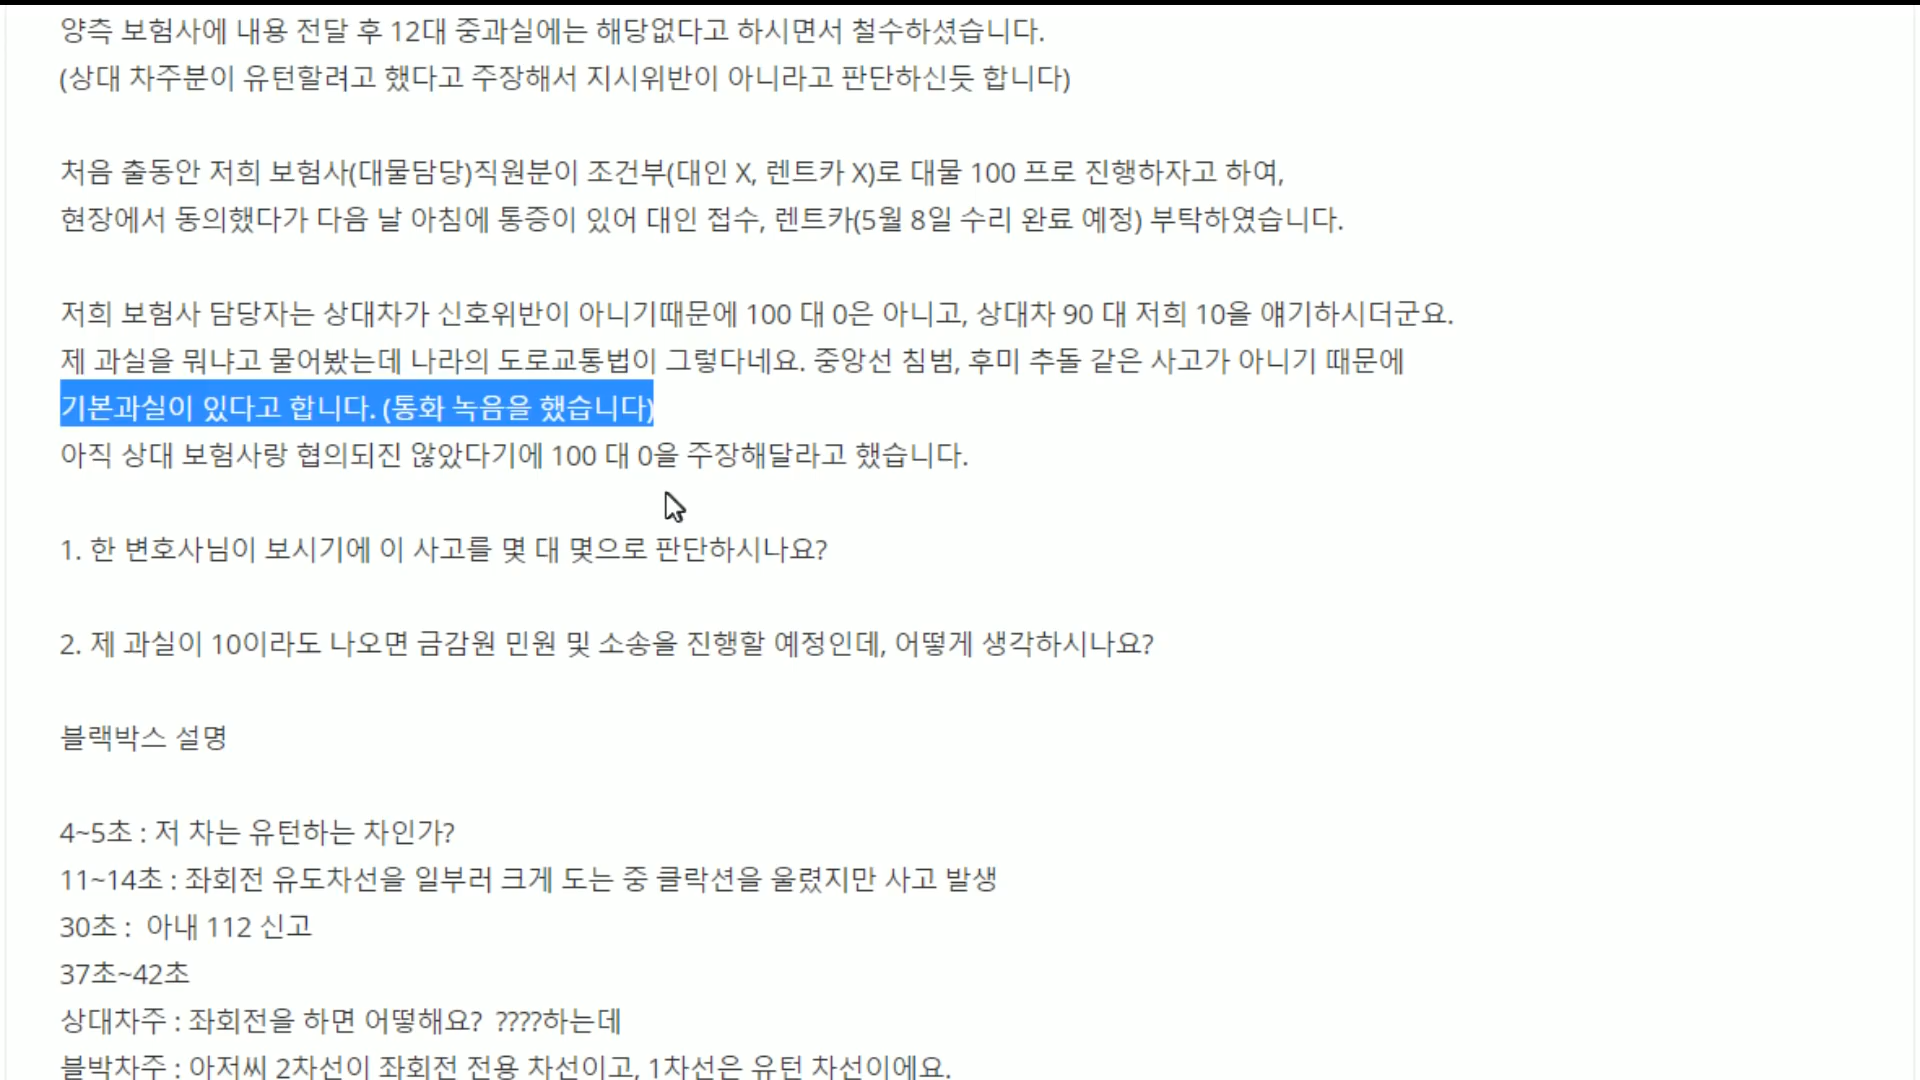 양측 보험사에 내용 전달 후 12대 중과실에는 해당없다고 하시면서 철수하셨습니다.
(상대 차주분이 유턴할려고 했다고 주장해서 지시위반이 아니라고 판단하신듯 합니다)
처음 출동안 저희 보험사(대물담당)직원분이 조건부(대인 X, 렌트카 X)로 대물 100 프로 진행하자고 하여,
현장에서 동의했다가 다음 날 아침에 통증이 있어 대인 접수, 렌트카(5월 8일 수리 완료 예정) 부탁하였습니다.
저희 보험사 담당자는 상대차가 신호위반이 아니기때문에 100 대 0은 아니고, 상대차 90 대 저희 10을 얘기하시더군요.
제 과실을 뭐냐고 물어봤는데 나라의 도로교통법이 그렇다네요. 중앙선 침범, 후미 추돌 같은 사고가 아니기 때문에
기본과실이 있다고 합니다. (통화 녹음을 했습니다)
아직 상대 보험사랑 협의되진 않았다기에 100 대 0을 주장해달라고 했습니다.
1. 한 변호사님이 보시기에 이 사고를 몇 대 몇으로 판단하시나요?
2. 제 과실이 10이라도 나오면 금감원 민원 및 소송을 진행할 예정인데, 어떻게 생각하시나요?
블랙박스 설명
4~5초 : 저 차는 유턴하는 차인가?
11~14초 : 좌회전 유도차선을 일부러 크게 도는 중 클락션을 울렸지만 사고 발생
30초 :  아내 112 신고
37초~42초
상대차주 : 좌회전을 하면 어떻해요?  ????하는데
블박차주 : 아저씨 2차선이 좌회전 전용 차선이고, 1차선은 유턴 차선이에요.